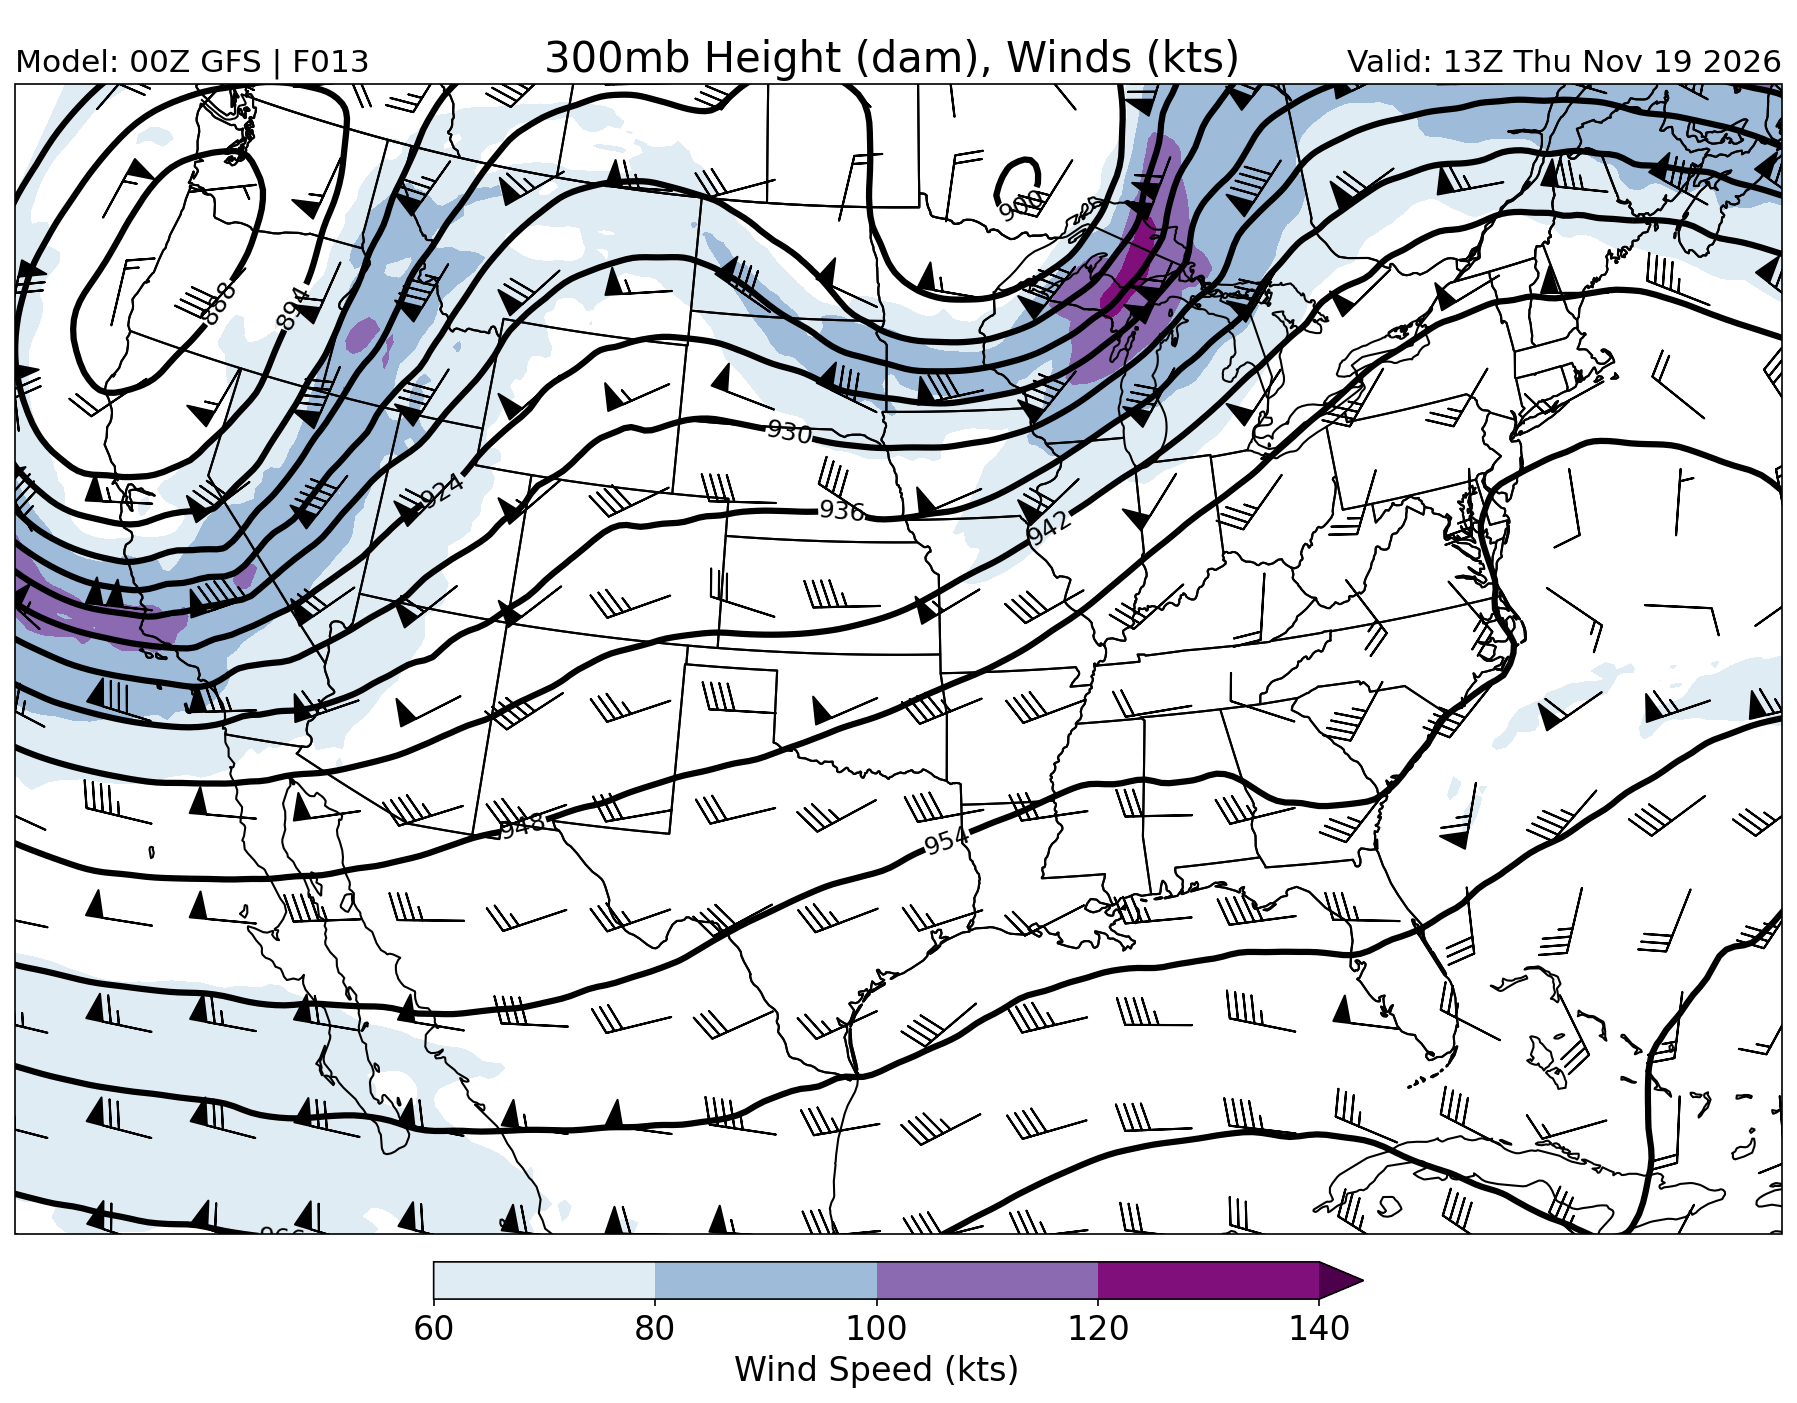 Model: 00Z GFS | F013
300mb Height (dam), Winds (kts)
Valid: 13Z Thu Nov 19 2026
900
888
894
930
924
936
942
948
954
966
60 80 100 120 140
Wind Speed (kts)